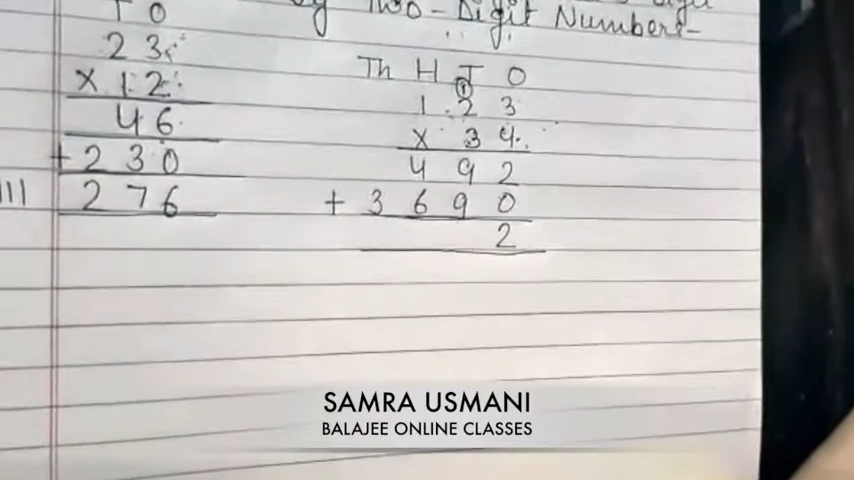 by Two-Digit Numbers-
T O
2 3
x 1 2
4 6
+ 2 3 0
2 7 6
Th H T O
1
1 2 3
x 3 4
4 9 2
+ 3 6 9 0
2
SAMRA USMANI
BALAJEE ONLINE CLASSES